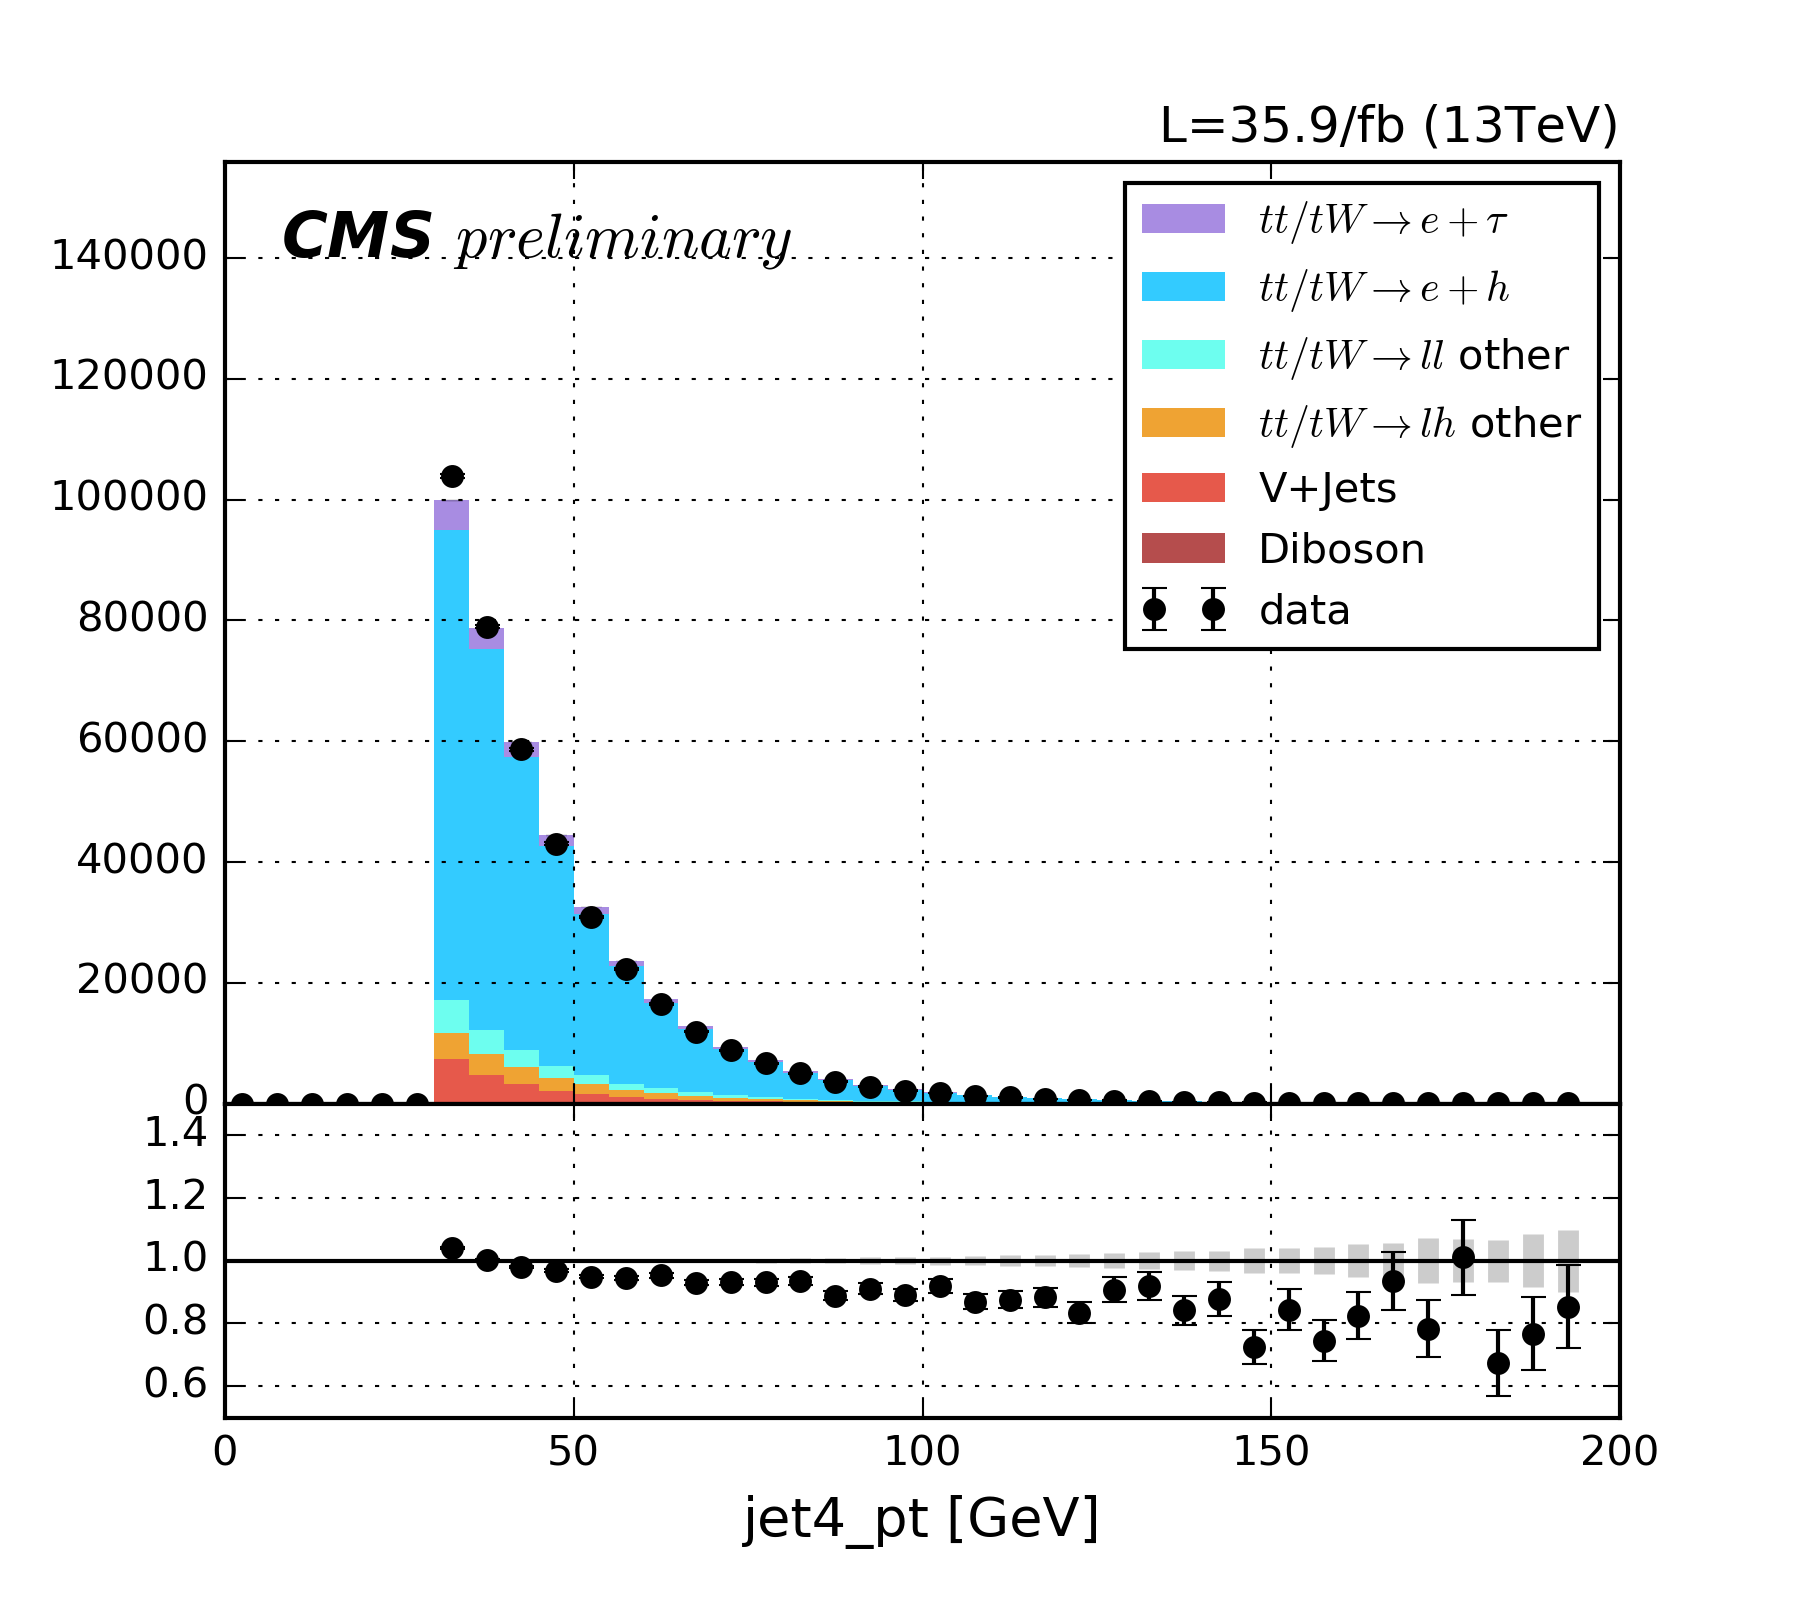 L=35.9/fb (13TeV)
CMS preliminary
140000
120000
100000
80000
60000
40000
20000
0
tt/tW→e+τ
tt/tW→e+h
tt/tW→ll other
tt/tW→lh other
V+Jets
Diboson
data
1.4
1.2
1.0
0.8
0.6
0 50 100 150 200
jet4_pt [GeV]